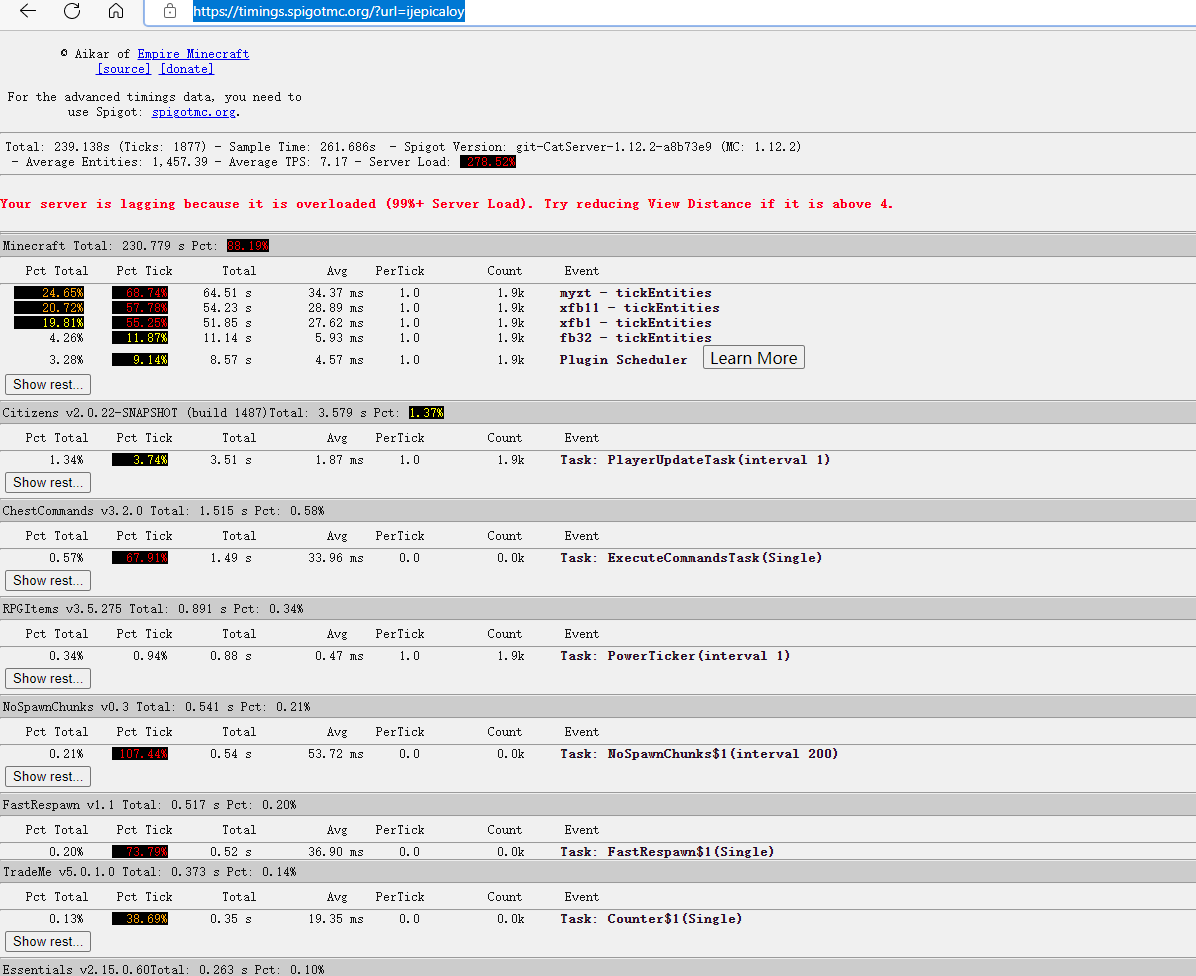 https://timings.spigotmc.org/?url=ijepicaloy
© Aikar of Empire Minecraft
[source] [donate]
For the advanced timings data, you need to
use Spigot: spigotmc.org.
Total: 239.138s (Ticks: 1877) - Sample Time: 261.686s - Spigot Version: git-CatServer-1.12.2-a8b73e9 (MC: 1.12.2)
- Average Entities: 1,457.39 - Average TPS: 7.17 - Server Load: 278.52%
Your server is lagging because it is overloaded (99%+ Server Load). Try reducing View Distance if it is above 4.
Minecraft Total: 230.779 s Pct: 88.19%
Pct Total Pct Tick Total Avg PerTick Count Event
24.65% 68.74% 64.51 s 34.37 ms 1.0 1.9k myzt - tickEntities
20.72% 57.78% 54.23 s 28.89 ms 1.0 1.9k xfb11 - tickEntities
19.81% 55.25% 51.85 s 27.62 ms 1.0 1.9k xfb1 - tickEntities
4.26% 11.87% 11.14 s 5.93 ms 1.0 1.9k fb32 - tickEntities
3.28% 9.14% 8.57 s 4.57 ms 1.0 1.9k Plugin Scheduler Learn More
Show rest...
Citizens v2.0.22-SNAPSHOT (build 1487)Total: 3.579 s Pct: 1.37%
Pct Total Pct Tick Total Avg PerTick Count Event
1.34% 3.74% 3.51 s 1.87 ms 1.0 1.9k Task: PlayerUpdateTask(interval 1)
Show rest...
ChestCommands v3.2.0 Total: 1.515 s Pct: 0.58%
Pct Total Pct Tick Total Avg PerTick Count Event
0.57% 67.91% 1.49 s 33.96 ms 0.0 0.0k Task: ExecuteCommandsTask(Single)
Show rest...
RPGItems v3.5.275 Total: 0.891 s Pct: 0.34%
Pct Total Pct Tick Total Avg PerTick Count Event
0.34% 0.94% 0.88 s 0.47 ms 1.0 1.9k Task: PowerTicker(interval 1)
Show rest...
NoSpawnChunks v0.3 Total: 0.541 s Pct: 0.21%
Pct Total Pct Tick Total Avg PerTick Count Event
0.21% 107.44% 0.54 s 53.72 ms 0.0 0.0k Task: NoSpawnChunks$1(interval 200)
Show rest...
FastRespawn v1.1 Total: 0.517 s Pct: 0.20%
Pct Total Pct Tick Total Avg PerTick Count Event
0.20% 73.79% 0.52 s 36.90 ms 0.0 0.0k Task: FastRespawn$1(Single)
TradeMe v5.0.1.0 Total: 0.373 s Pct: 0.14%
Pct Total Pct Tick Total Avg PerTick Count Event
0.13% 38.69% 0.35 s 19.35 ms 0.0 0.0k Task: Counter$1(Single)
Show rest...
Essentials v2.15.0.60Total: 0.263 s Pct: 0.10%